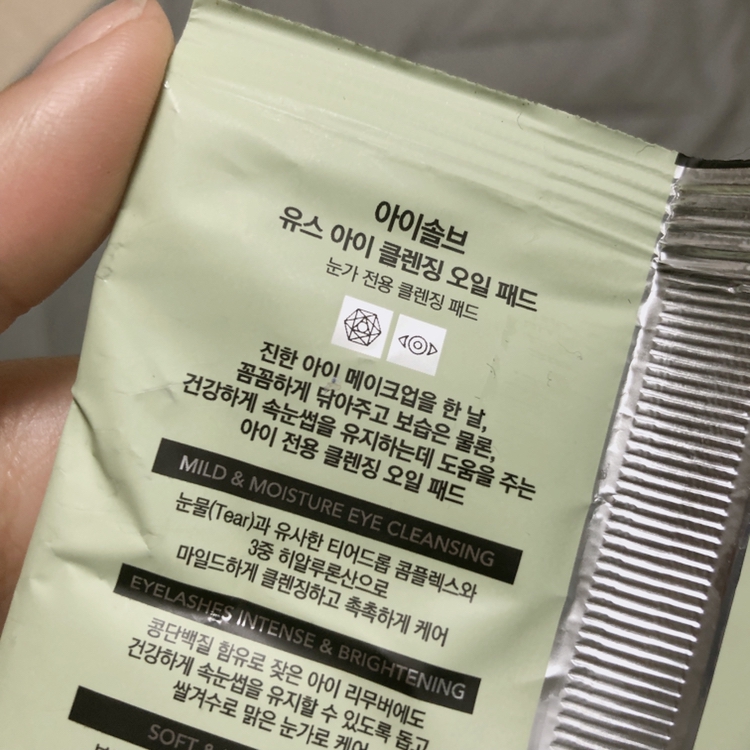 아이솔브
유스 아이 클렌징 오일 패드
눈가 전용 클렌징 패드
진한 아이 메이크업을 한 날,
꼼꼼하게 닦아주고 보습은 물론,
건강하게 속눈썹을 유지하는데 도움을 주는
아이 전용 클렌징 오일 패드
MILD & MOISTURE EYE CLEANSING
눈물(Tear)과 유사한 티어드롭 콤플렉스와
3중 히알루론산으로
마일드하게 클렌징하고 촉촉하게 케어
EYELASHES INTENSE & BRIGHTENING
콩단백질 함유로 잦은 아이 리무버에도
건강하게 속눈썹을 유지할 수 있도록 돕고
쌀겨수로 맑은 눈가로 케어
SOFT &